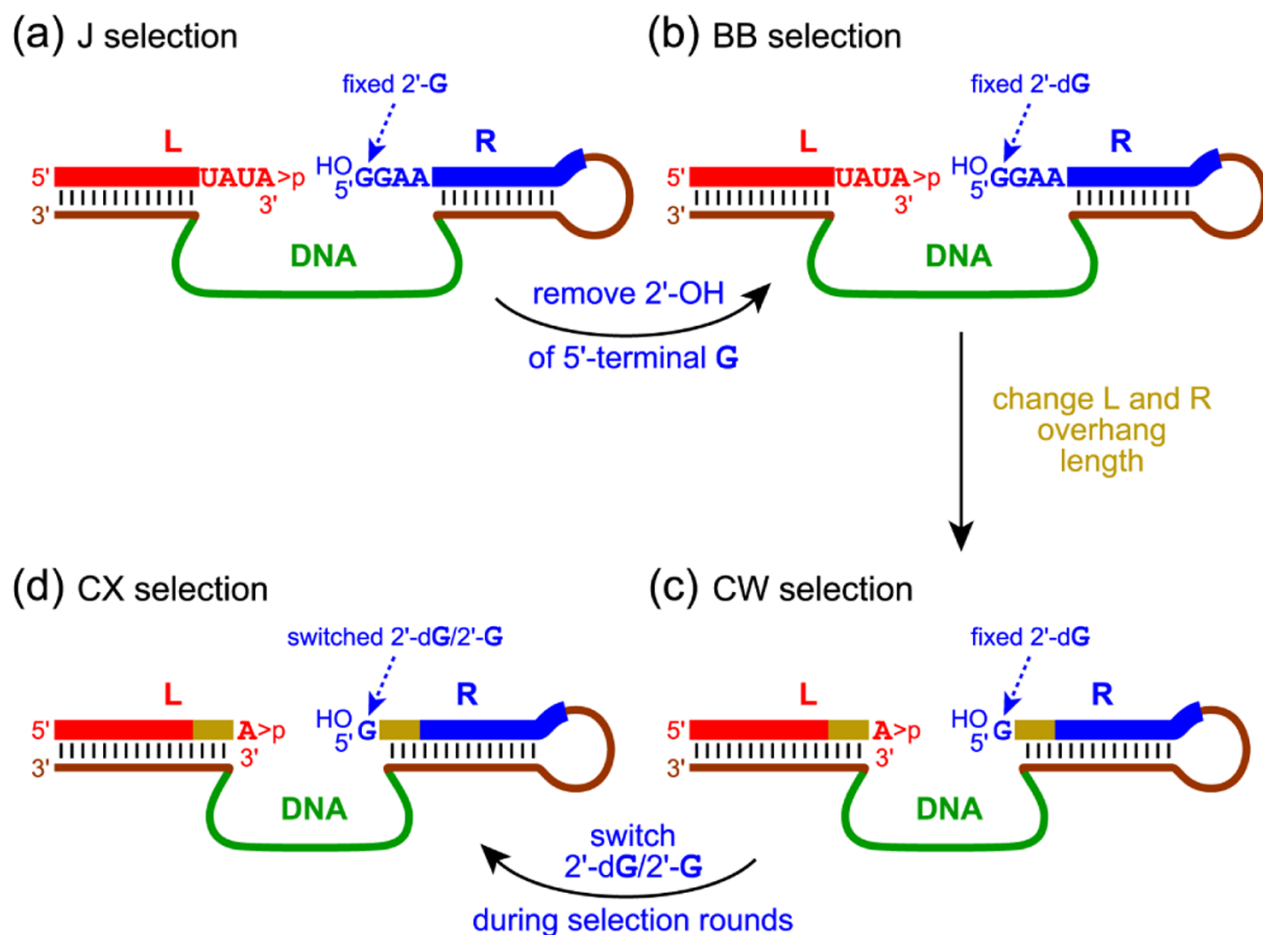 (a) J selection
fixed 2'-G
L
R
HO
5'
UAUA>p
5'GGAA
3'
3'
DNA
remove 2'-OH
of 5'-terminal G
(b) BB selection
fixed 2'-dG
L
R
HO
5'
UAUA>p
5'GGAA
3'
3'
DNA
change L and R
overhang
length
(d) CX selection
switched 2'-dG/2'-G
L
R
HO
5'
A>p
5'G
3'
3'
DNA
switch
2'-dG/2'-G
during selection rounds
(c) CW selection
fixed 2'-dG
L
R
HO
5'
A>p
5'G
3'
3'
DNA